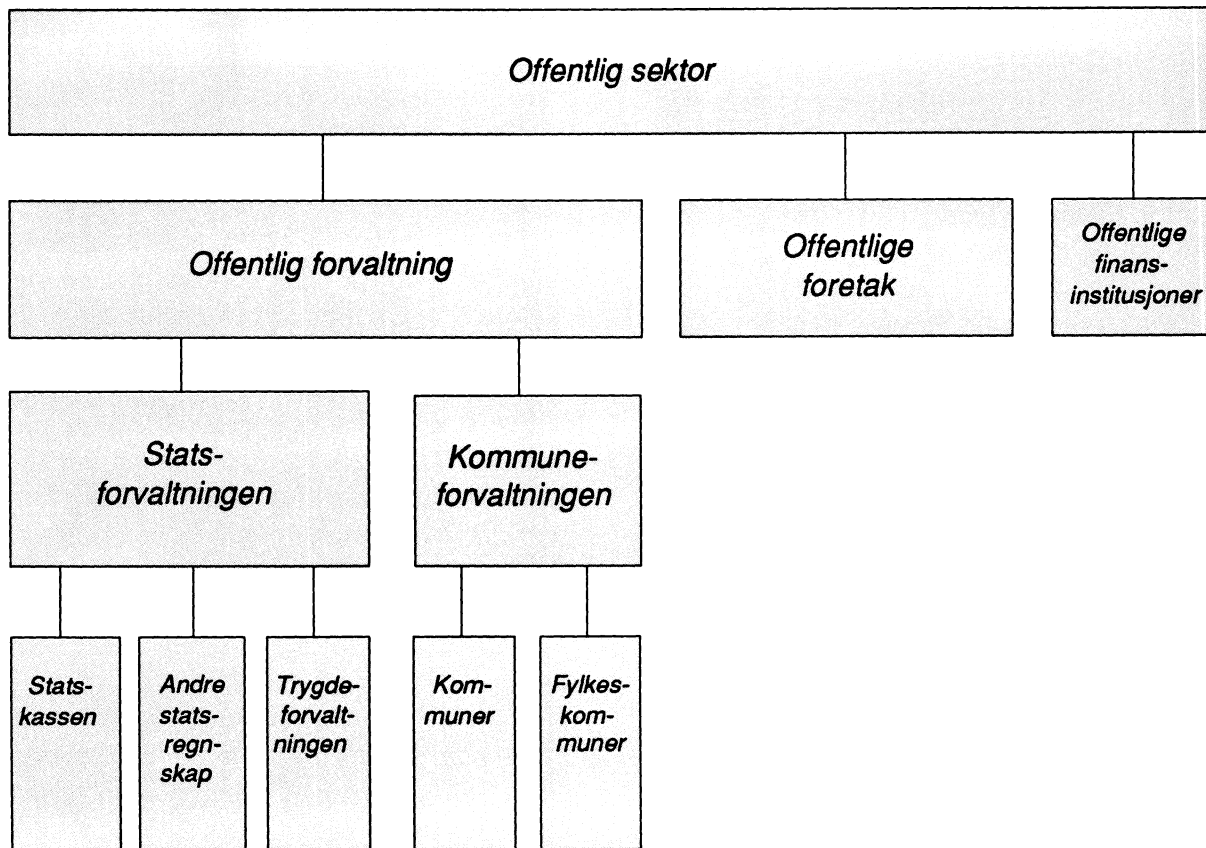 Offentlig sektor
Offentlig forvaltning
Offentlige
foretak
Offentlige
finans-
institusjoner
Stats-
forvaltningen
Kommune-
forvaltningen
Stats-
kassen
Andre
stats-
regn-
skap
Trygde-
forvalt-
ningen
Kom-
muner
Fylkes-
kom-
muner